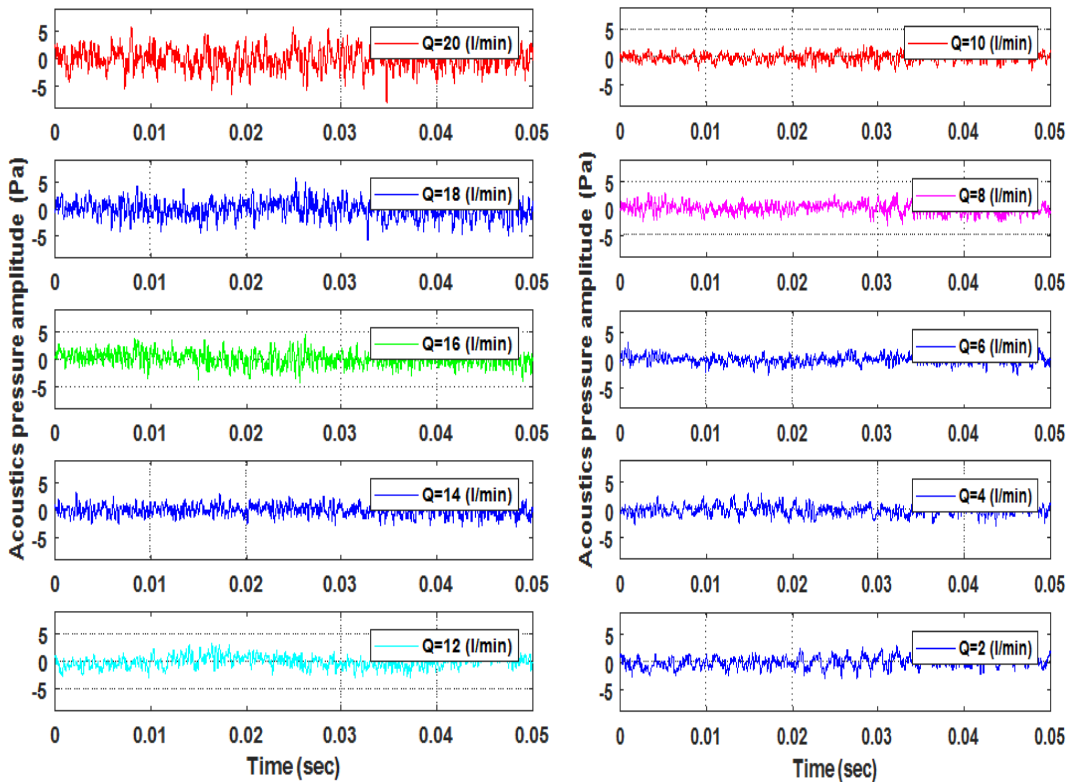 Acoustics pressure amplitude (Pa)
5
0
-5
Q=20 (l/min)
0 0.01 0.02 0.03 0.04 0.05
5
0
-5
Q=18 (l/min)
0 0.01 0.02 0.03 0.04 0.05
5
0
-5
Q=16 (l/min)
0 0.01 0.02 0.03 0.04 0.05
5
0
-5
Q=14 (l/min)
0 0.01 0.02 0.03 0.04 0.05
5
0
-5
Q=12 (l/min)
0 0.01 0.02 0.03 0.04 0.05
Time (sec)
Acoustics pressure amplitude (Pa)
5
0
-5
Q=10 (l/min)
0 0.01 0.02 0.03 0.04 0.05
5
0
-5
Q=8 (l/min)
0 0.01 0.02 0.03 0.04 0.05
5
0
-5
Q=6 (l/min)
0 0.01 0.02 0.03 0.04 0.05
5
0
-5
Q=4 (l/min)
0 0.01 0.02 0.03 0.04 0.05
5
0
-5
Q=2 (l/min)
0 0.01 0.02 0.03 0.04 0.05
Time (sec)